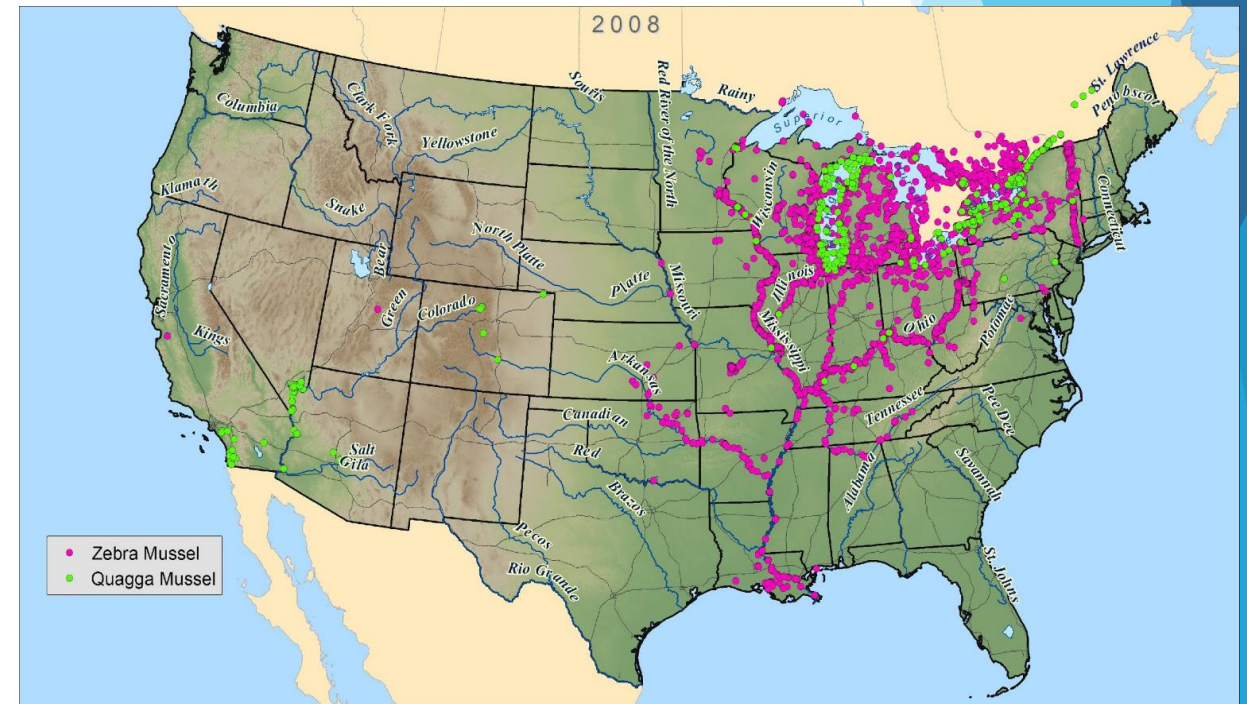 2008
St. Lawrence
Penobscot
Rainy
Superior
Souris
Red River of the North
Columbia
Clark Fork
Yellowstone
Wisconsin
Connecticut
Klamath
Snake
Sacramento
Bear
North Platte
Platte
Missouri
Illinois
Green
Colorado
Mississippi
Ohio
Potomac
Kings
Arkansas
Tennessee
Pee Dee
Canadian
Salt
Gila
Red
Brazos
Alabama
Savannah
Pecos
Rio Grande
St. Johns
Zebra Mussel
Quagga Mussel